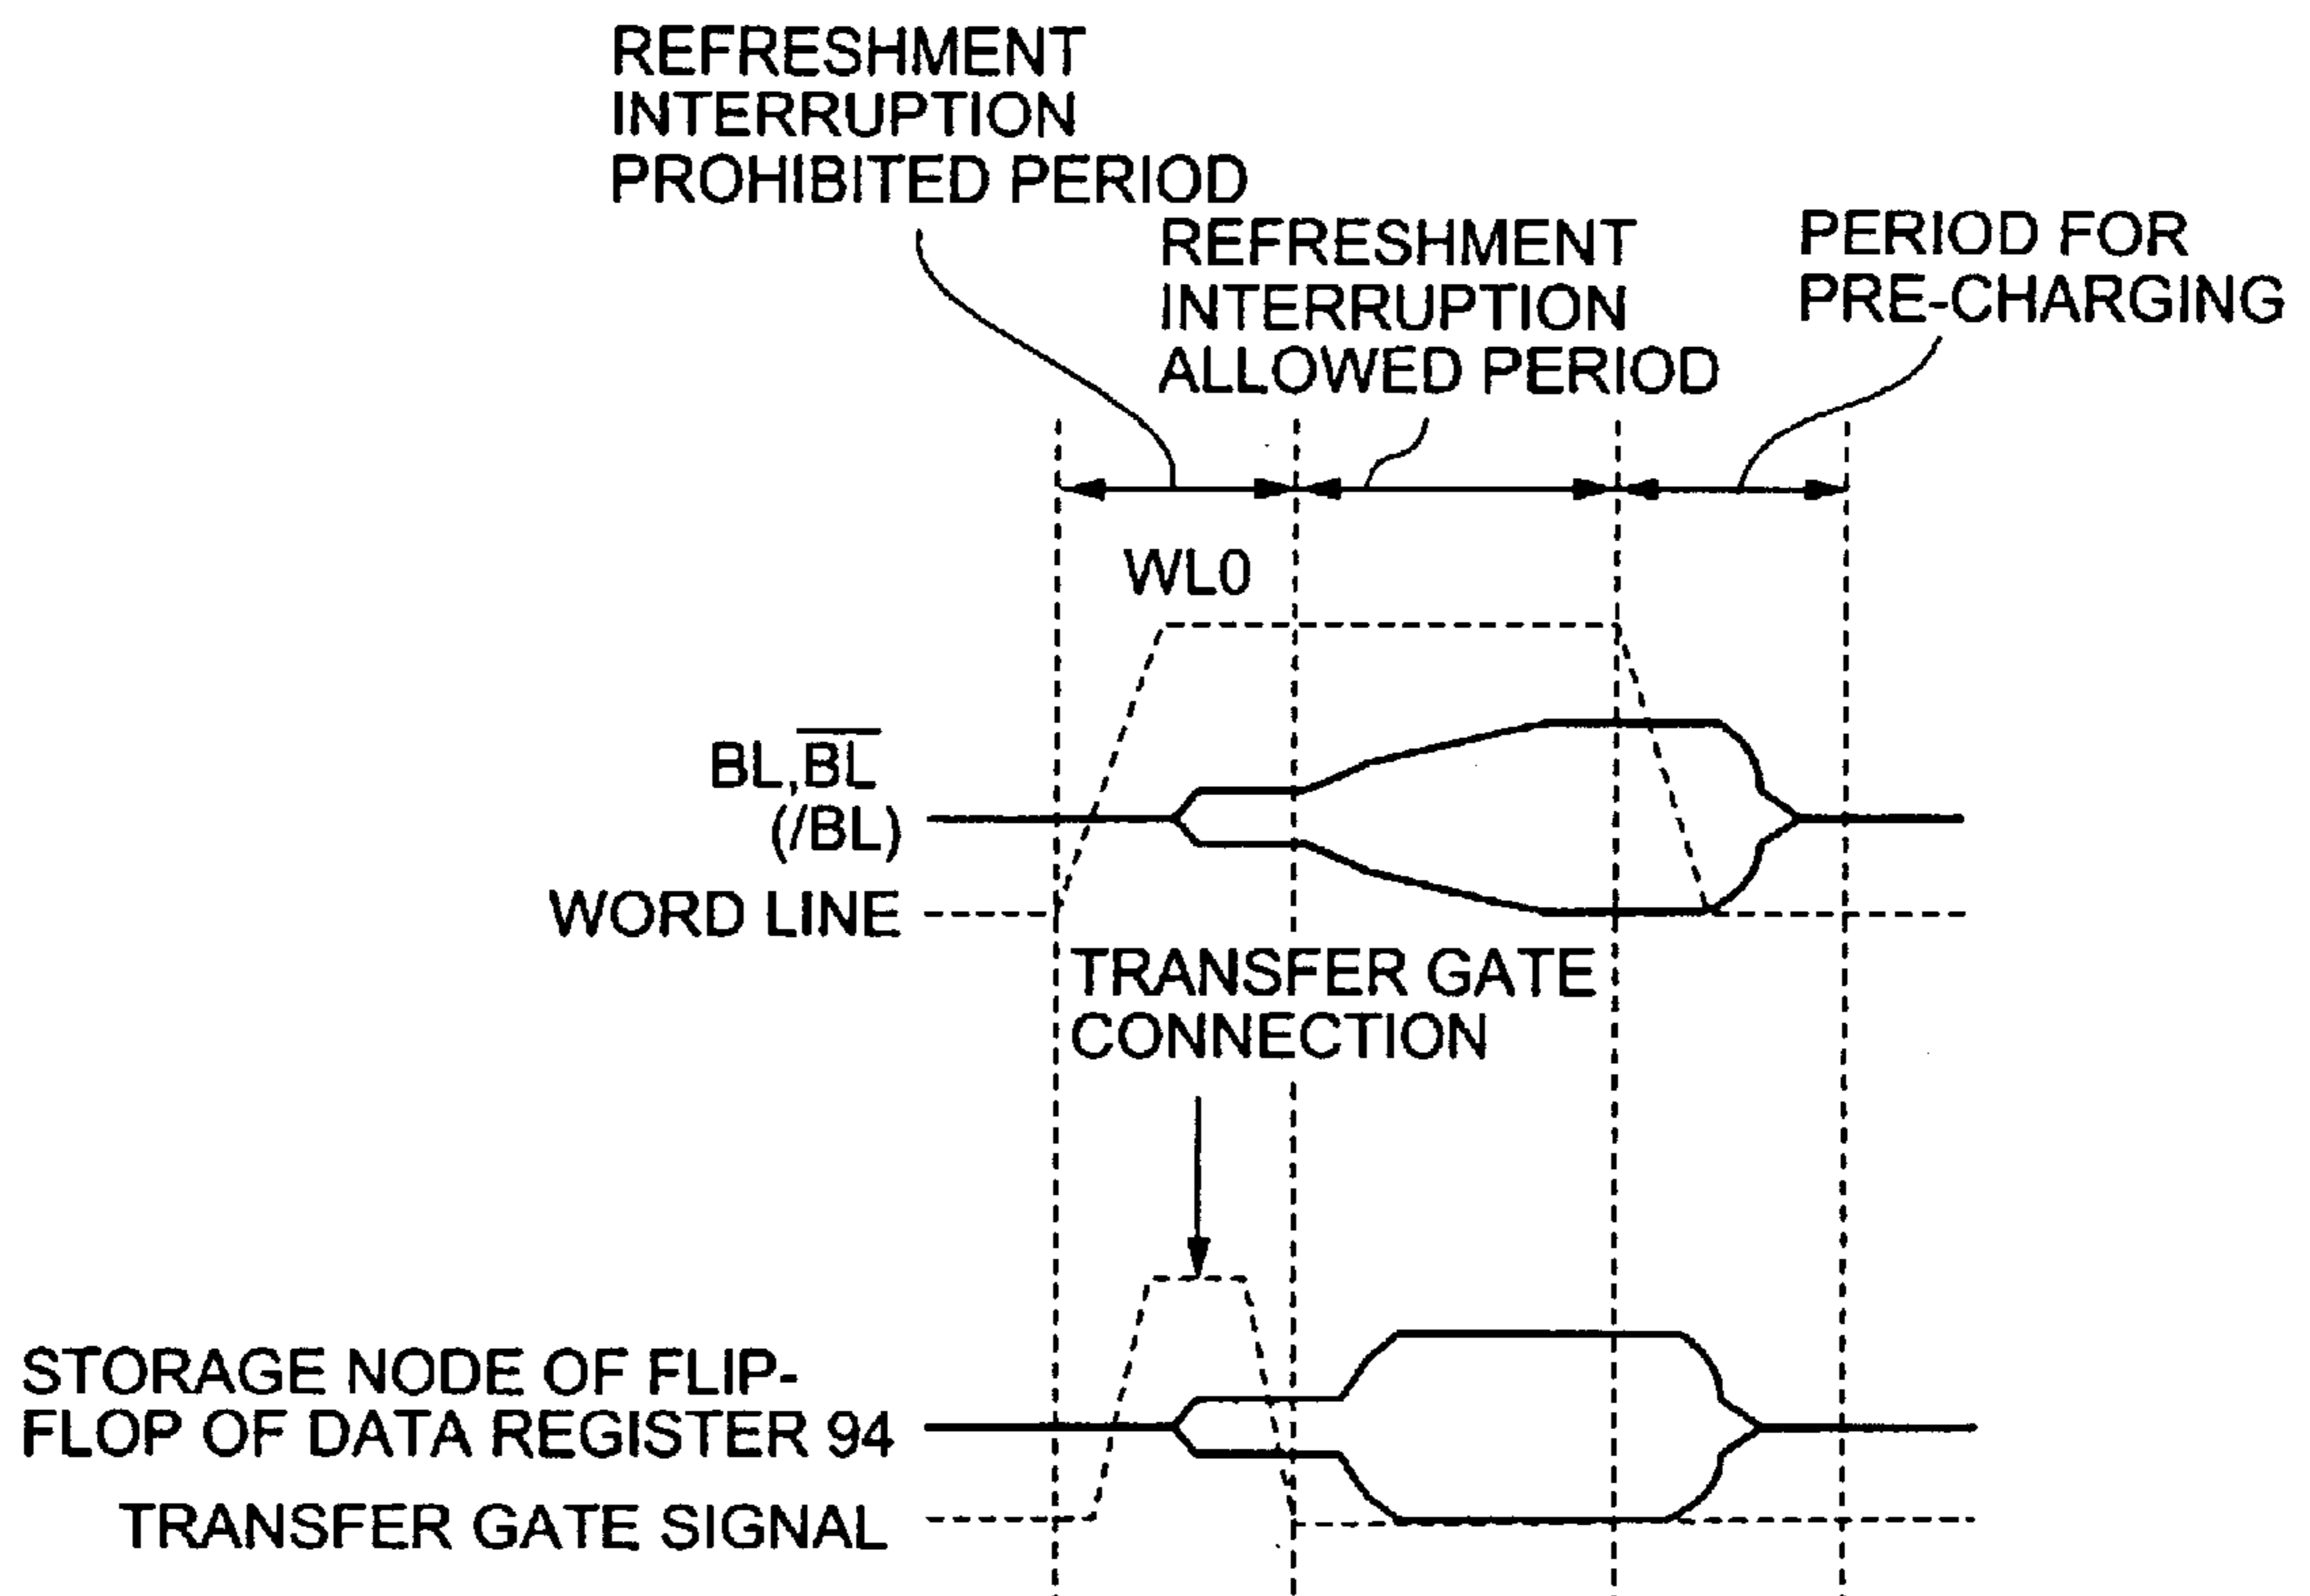 REFRESHMENT
INTERRUPTION
PROHIBITED PERIOD
REFRESHMENT
INTERRUPTION
ALLOWED PERIOD
PERIOD FOR
PRE-CHARGING
WL0
BL,B̅L̅
(/BL)
WORD LINE
TRANSFER GATE
CONNECTION
STORAGE NODE OF FLIP-
FLOP OF DATA REGISTER 94
TRANSFER GATE SIGNAL